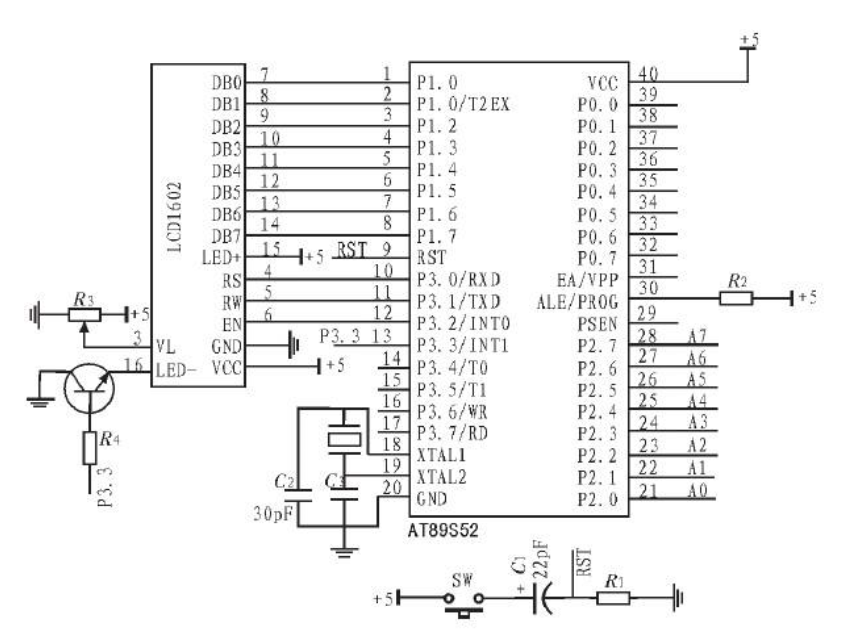 +5
LCD1602
DB0 7
DB1 8
DB2 9
DB3 10
DB4 11
DB5 12
DB6 13
DB7 14
LED+ 15 +5
RS 4
RW 5
EN 6
GND
VCC +5
R3 +5
3 VL
16 LED-
R4
P3.3
1 P1.0
2 P1.0/T2EX
3 P1.2
4 P1.3
5 P1.4
6 P1.5
7 P1.6
8 P1.7
RST 9 RST
10 P3.0/RXD
11 P3.1/TXD
12 P3.2/INT0
P3.3 13 P3.3/INT1
14 P3.4/T0
15 P3.5/T1
16 P3.6/WR
17 P3.7/RD
18 XTAL1
19 XTAL2
20 GND
C2
30pF
C3
VCC 40
P0.0 39
P0.1 38
P0.2 37
P0.3 36
P0.4 35
P0.5 34
P0.6 33
P0.7 32
EA/VPP 31
ALE/PROG 30 R2 +5
PSEN 29
P2.7 28 A7
P2.6 27 A6
P2.5 26 A5
P2.4 25 A4
P2.3 24 A3
P2.2 23 A2
P2.1 22 A1
P2.0 21 A0
AT89S52
+5 SW + C1
22pF
RST
R1